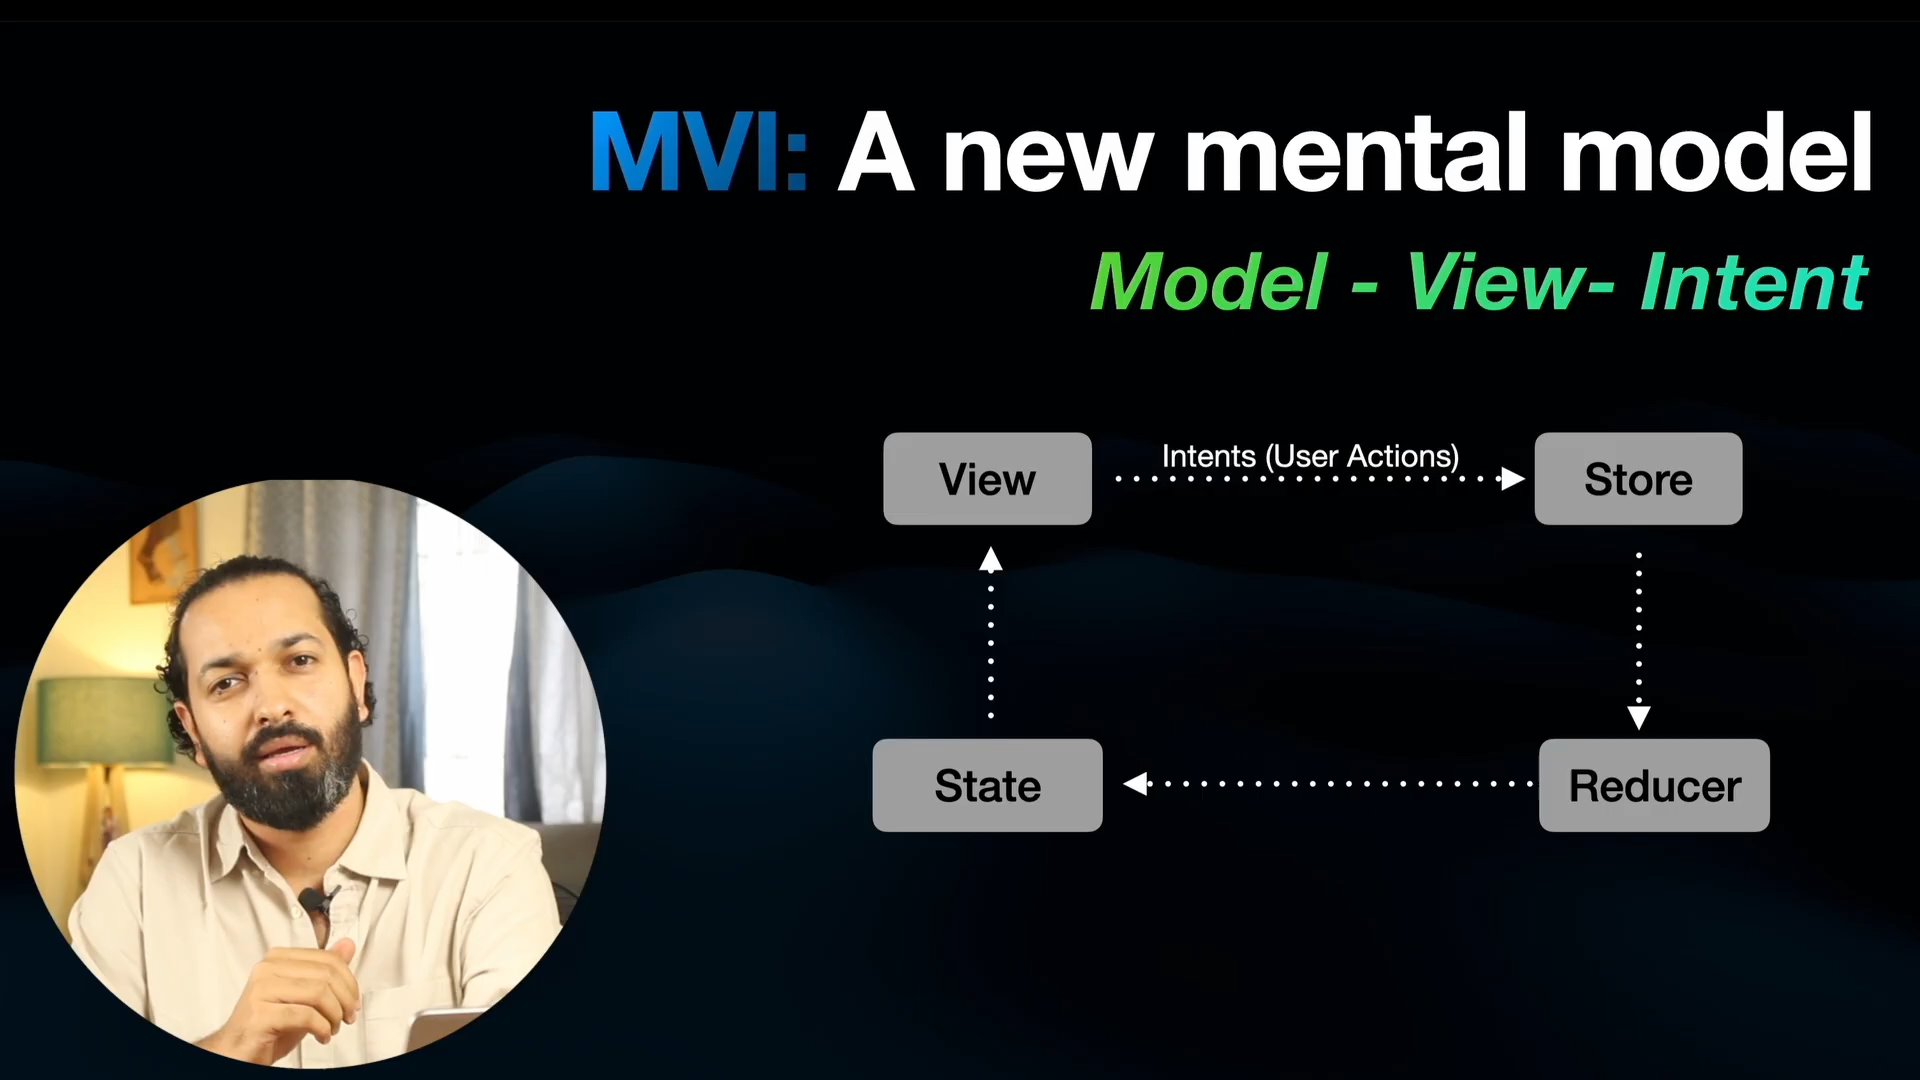 MVI: A new mental model
Model - View- Intent
View
Intents (User Actions)
Store
State
Reducer